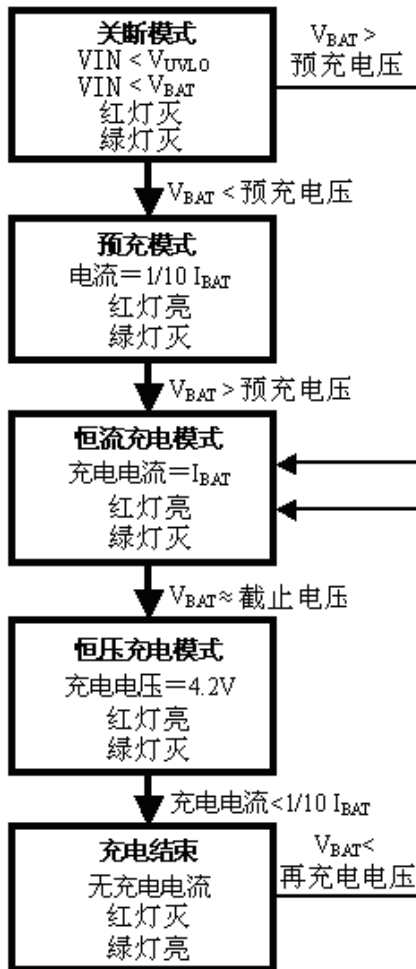 关断模式
VIN < VUVLO
VIN < VBAT
红灯灭
绿灯灭
VBAT >
预充电压
VBAT < 预充电压
预充模式
电流＝1/10 IBAT
红灯亮
绿灯灭
VBAT > 预充电压
恒流充电模式
充电电流＝IBAT
红灯亮
绿灯灭
VBAT≈ 截止电压
恒压充电模式
充电电压＝4.2V
红灯亮
绿灯灭
充电电流<1/10 IBAT
充电结束
无充电电流
红灯灭
绿灯亮
VBAT<
再充电电压